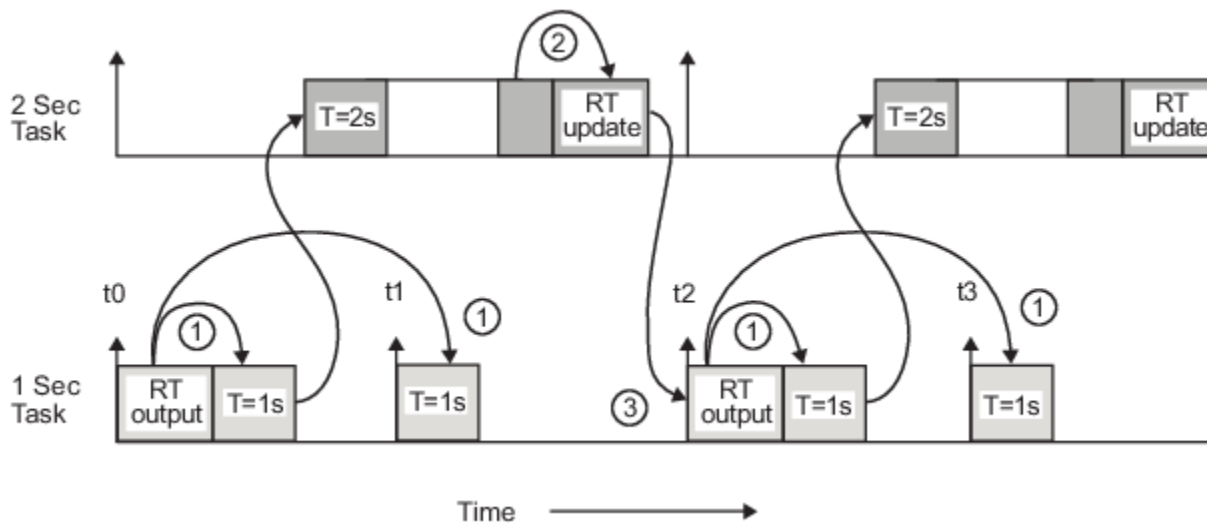 ②
2 Sec
Task
T=2s
RT
update
T=2s
RT
update
t0
t1
t2
t3
①
①
①
①
1 Sec
Task
RT
output
T=1s
T=1s
③
RT
output
T=1s
T=1s
Time